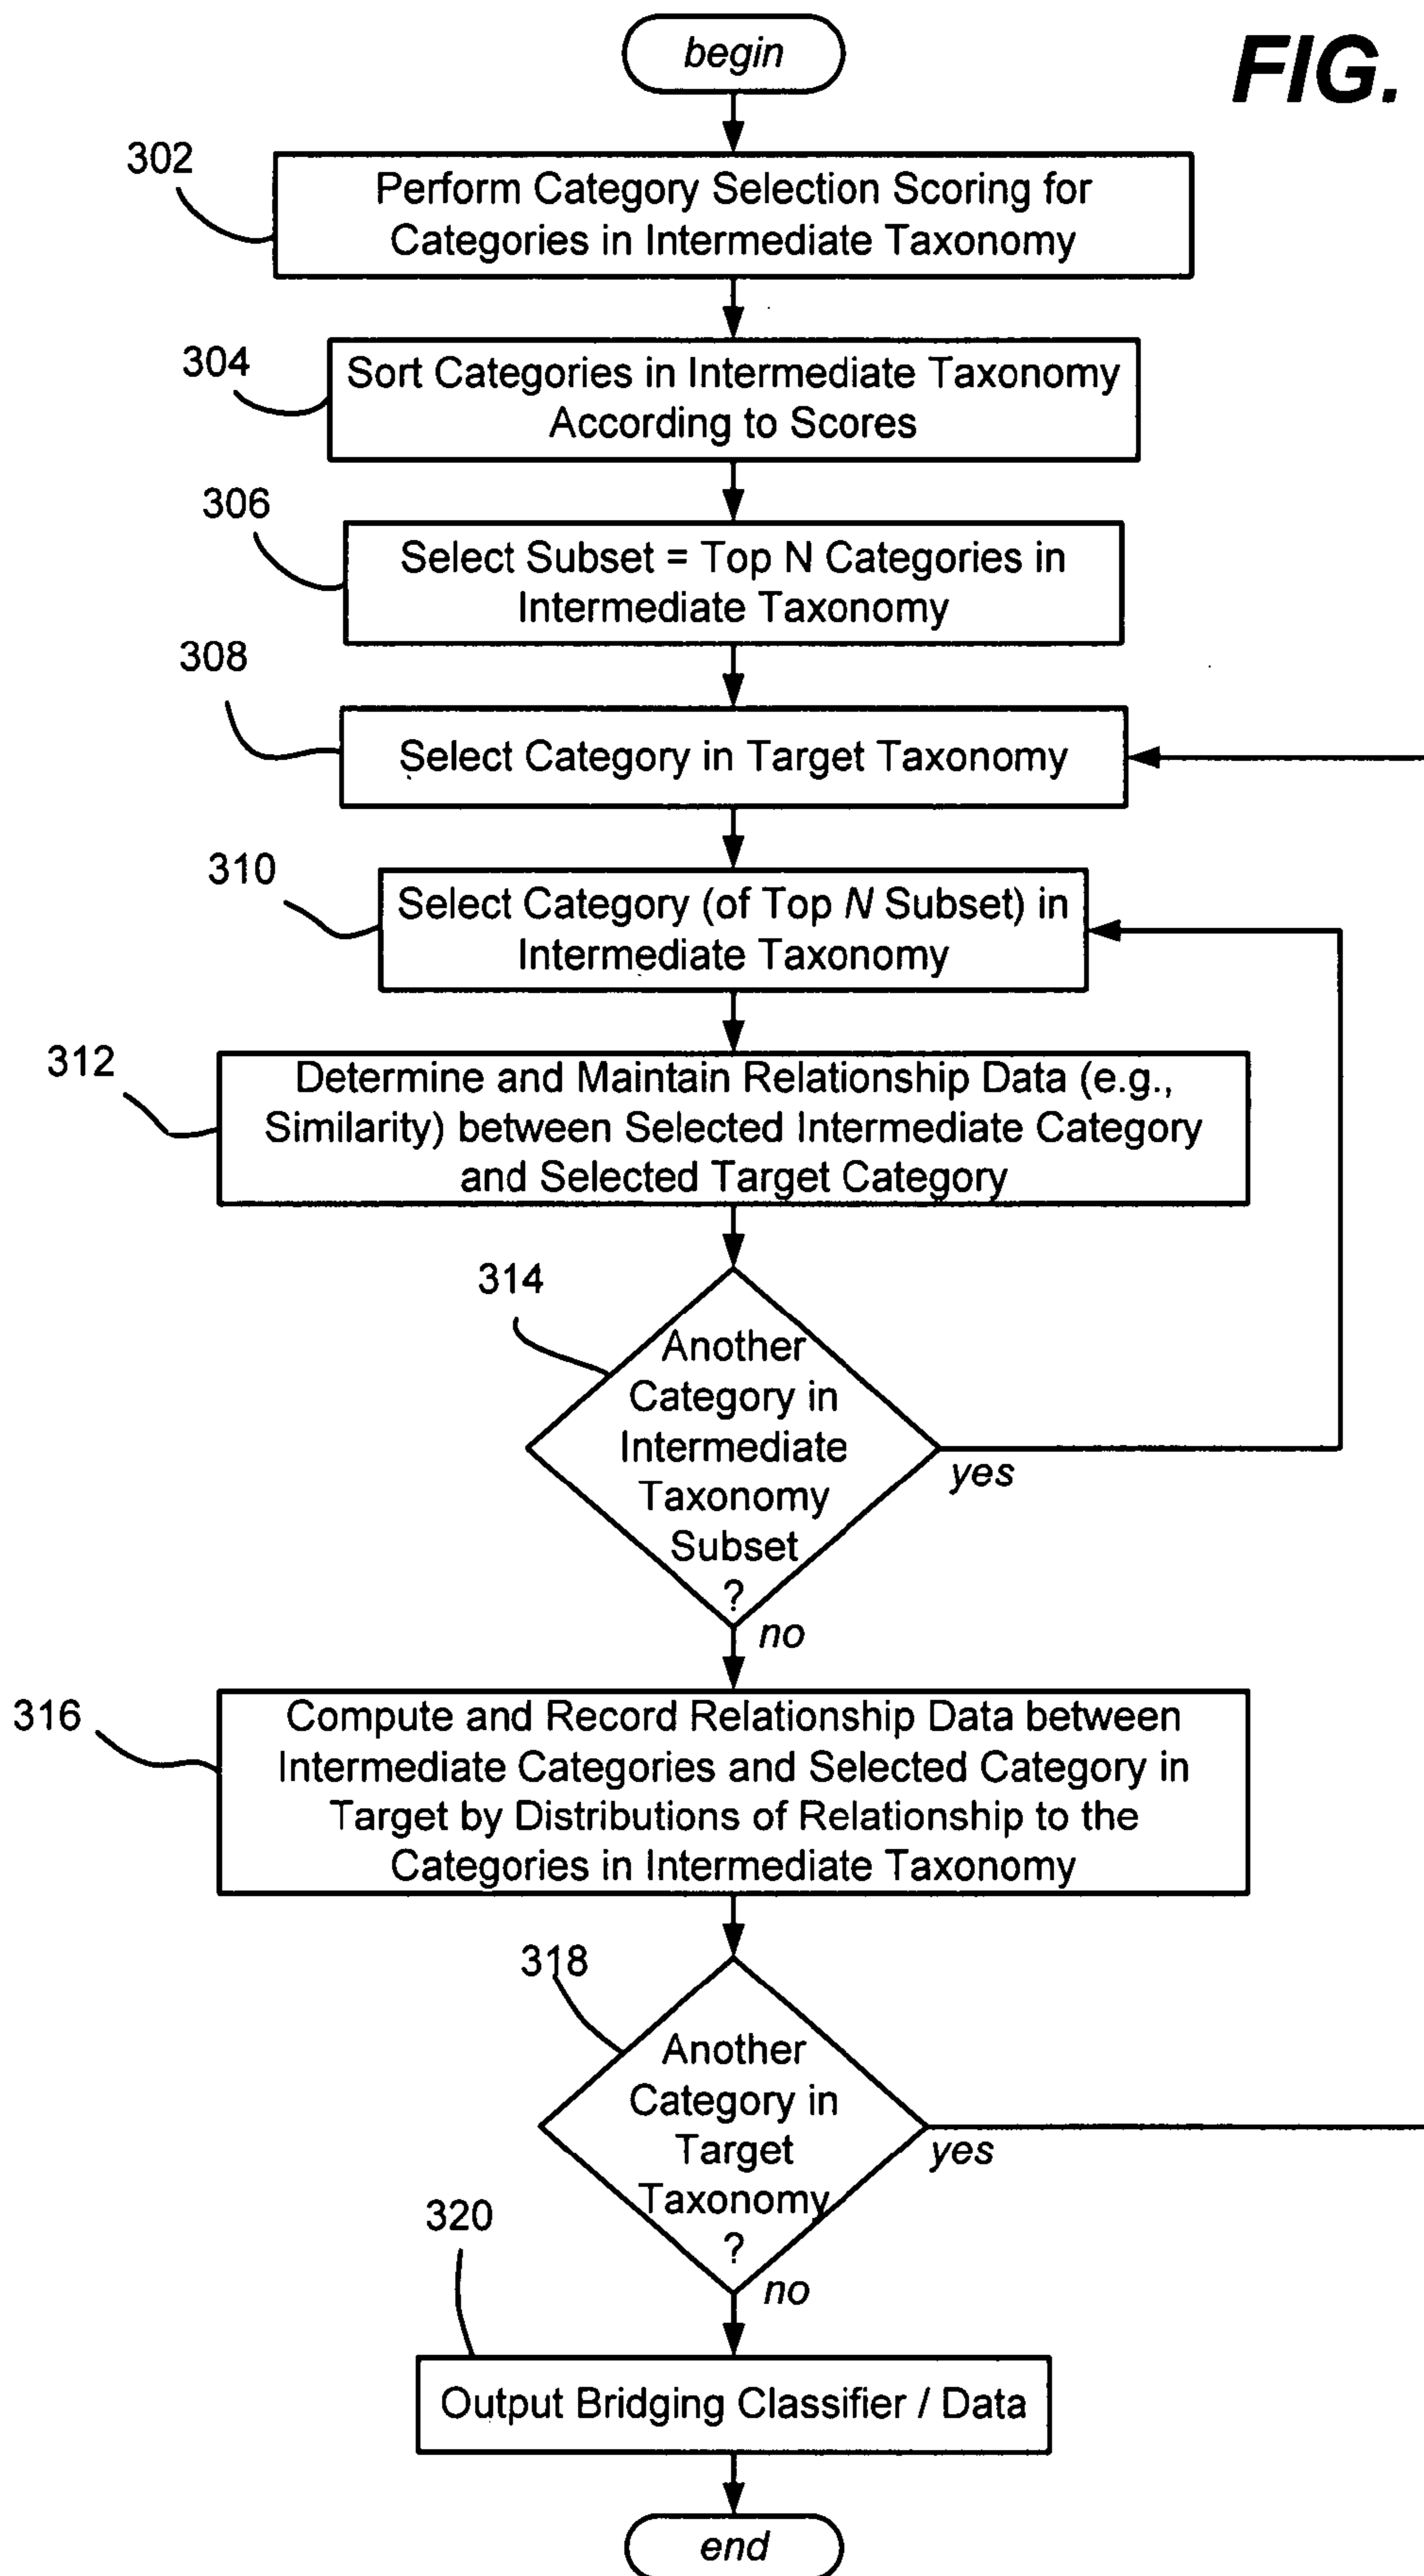 begin
FIG.
302
Perform Category Selection Scoring for
Categories in Intermediate Taxonomy
304
Sort Categories in Intermediate Taxonomy
According to Scores
306
Select Subset = Top N Categories in
Intermediate Taxonomy
308
Select Category in Target Taxonomy
310
Select Category (of Top N Subset) in
Intermediate Taxonomy
312
Determine and Maintain Relationship Data (e.g.,
Similarity) between Selected Intermediate Category
and Selected Target Category
314
Another
Category in
Intermediate
Taxonomy
Subset
?
yes
no
316
Compute and Record Relationship Data between
Intermediate Categories and Selected Category in
Target by Distributions of Relationship to the
Categories in Intermediate Taxonomy
318
Another
Category in
Target
Taxonomy
?
yes
no
320
Output Bridging Classifier / Data
end